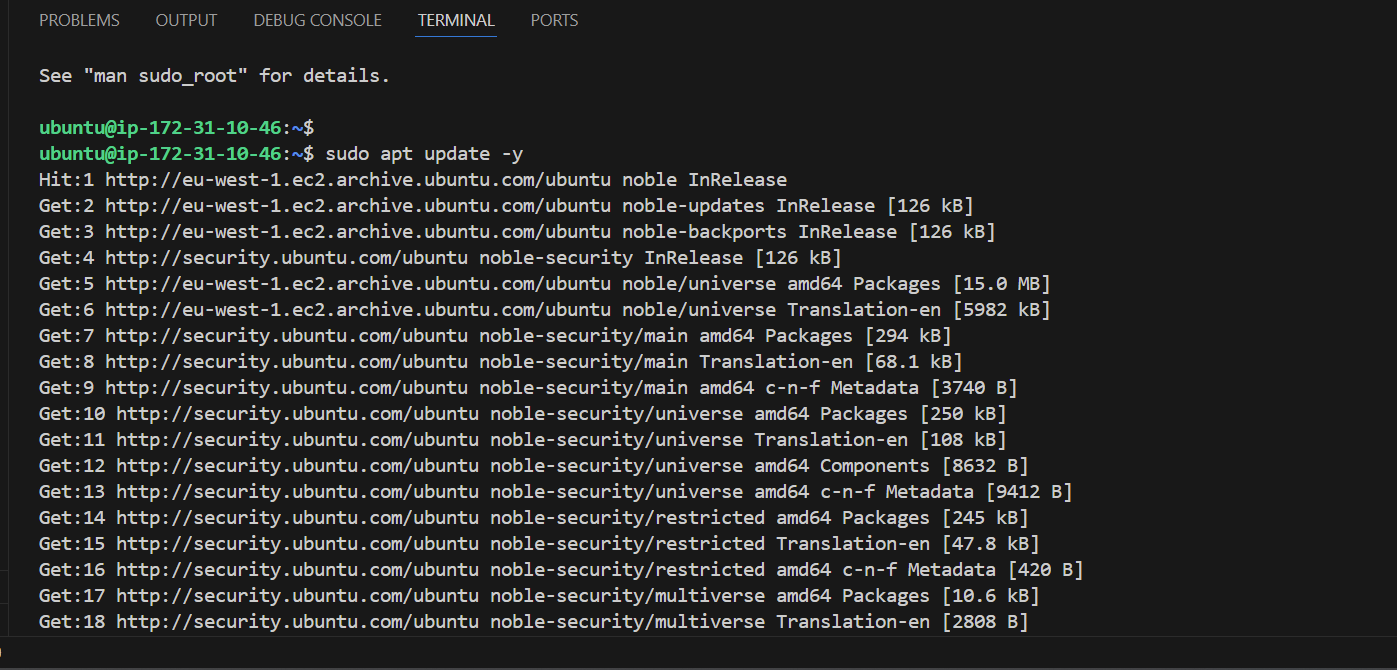 PROBLEMS OUTPUT DEBUG CONSOLE TERMINAL PORTS
See "man sudo_root" for details.
ubuntu@ip-172-31-10-46:~$
ubuntu@ip-172-31-10-46:~$ sudo apt update -y
Hit:1 http://eu-west-1.ec2.archive.ubuntu.com/ubuntu noble InRelease
Get:2 http://eu-west-1.ec2.archive.ubuntu.com/ubuntu noble-updates InRelease [126 kB]
Get:3 http://eu-west-1.ec2.archive.ubuntu.com/ubuntu noble-backports InRelease [126 kB]
Get:4 http://security.ubuntu.com/ubuntu noble-security InRelease [126 kB]
Get:5 http://eu-west-1.ec2.archive.ubuntu.com/ubuntu noble/universe amd64 Packages [15.0 MB]
Get:6 http://eu-west-1.ec2.archive.ubuntu.com/ubuntu noble/universe Translation-en [5982 kB]
Get:7 http://security.ubuntu.com/ubuntu noble-security/main amd64 Packages [294 kB]
Get:8 http://security.ubuntu.com/ubuntu noble-security/main Translation-en [68.1 kB]
Get:9 http://security.ubuntu.com/ubuntu noble-security/main amd64 c-n-f Metadata [3740 B]
Get:10 http://security.ubuntu.com/ubuntu noble-security/universe amd64 Packages [250 kB]
Get:11 http://security.ubuntu.com/ubuntu noble-security/universe Translation-en [108 kB]
Get:12 http://security.ubuntu.com/ubuntu noble-security/universe amd64 Components [8632 B]
Get:13 http://security.ubuntu.com/ubuntu noble-security/universe amd64 c-n-f Metadata [9412 B]
Get:14 http://security.ubuntu.com/ubuntu noble-security/restricted amd64 Packages [245 kB]
Get:15 http://security.ubuntu.com/ubuntu noble-security/restricted Translation-en [47.8 kB]
Get:16 http://security.ubuntu.com/ubuntu noble-security/restricted amd64 c-n-f Metadata [420 B]
Get:17 http://security.ubuntu.com/ubuntu noble-security/multiverse amd64 Packages [10.6 kB]
Get:18 http://security.ubuntu.com/ubuntu noble-security/multiverse Translation-en [2808 B]